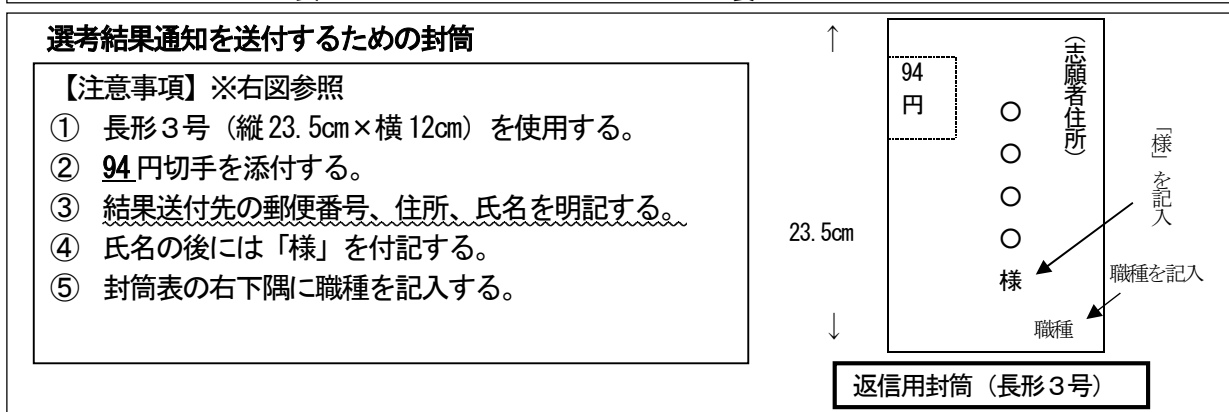 選考結果通知を送付するための封筒
【注意事項】※右図参照
① 長形3号（縦23.5cm×横12cm）を使用する。
② 94円切手を添付する。
③ 結果送付先の郵便番号、住所、氏名を明記する。
④ 氏名の後には「様」を付記する。
⑤ 封筒表の右下隅に職種を記入する。
↑
23.5cm
↓
94
円
（志願者住所）
○
○
○
○
様
「様」を記入
職種を記入
職種
返信用封筒（長形3号）